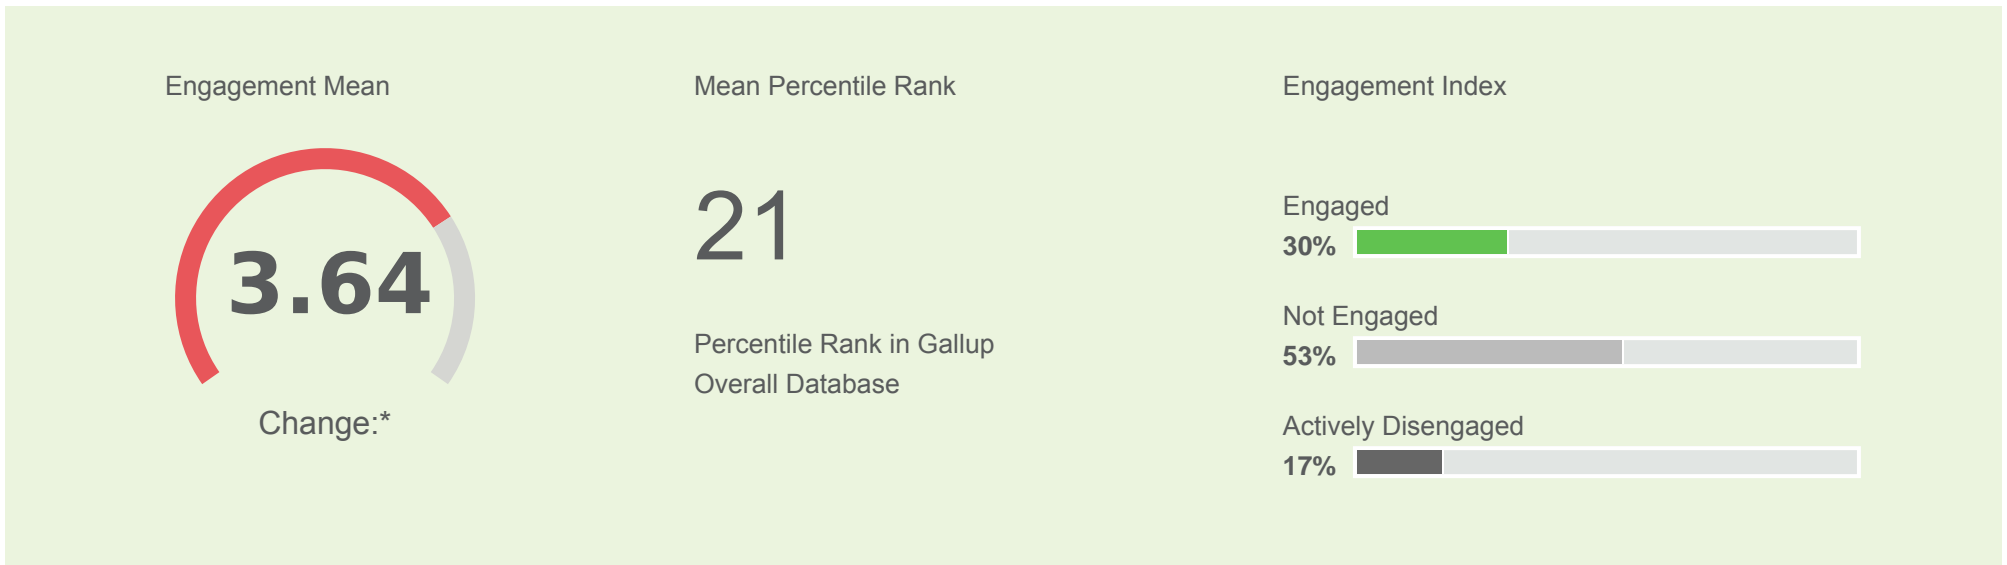 Engagement Mean
3.64
Change:*
Mean Percentile Rank
21
Percentile Rank in Gallup
Overall Database
Engagement Index
Engaged
30%
Not Engaged
53%
Actively Disengaged
17%